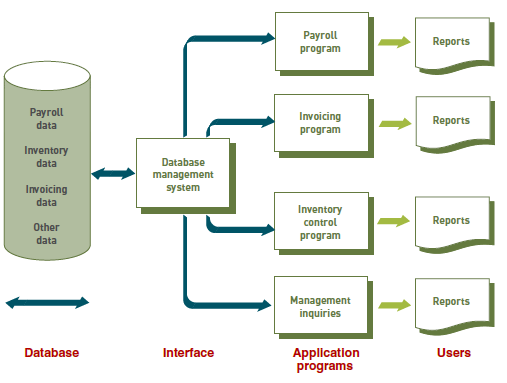 Payroll
data
Inventory
data
Invoicing
data
Other
data
Database
management
system
Payroll
program
Invoicing
program
Inventory
control
program
Management
inquiries
Reports
Reports
Reports
Reports
Database
Interface
Application
programs
Users